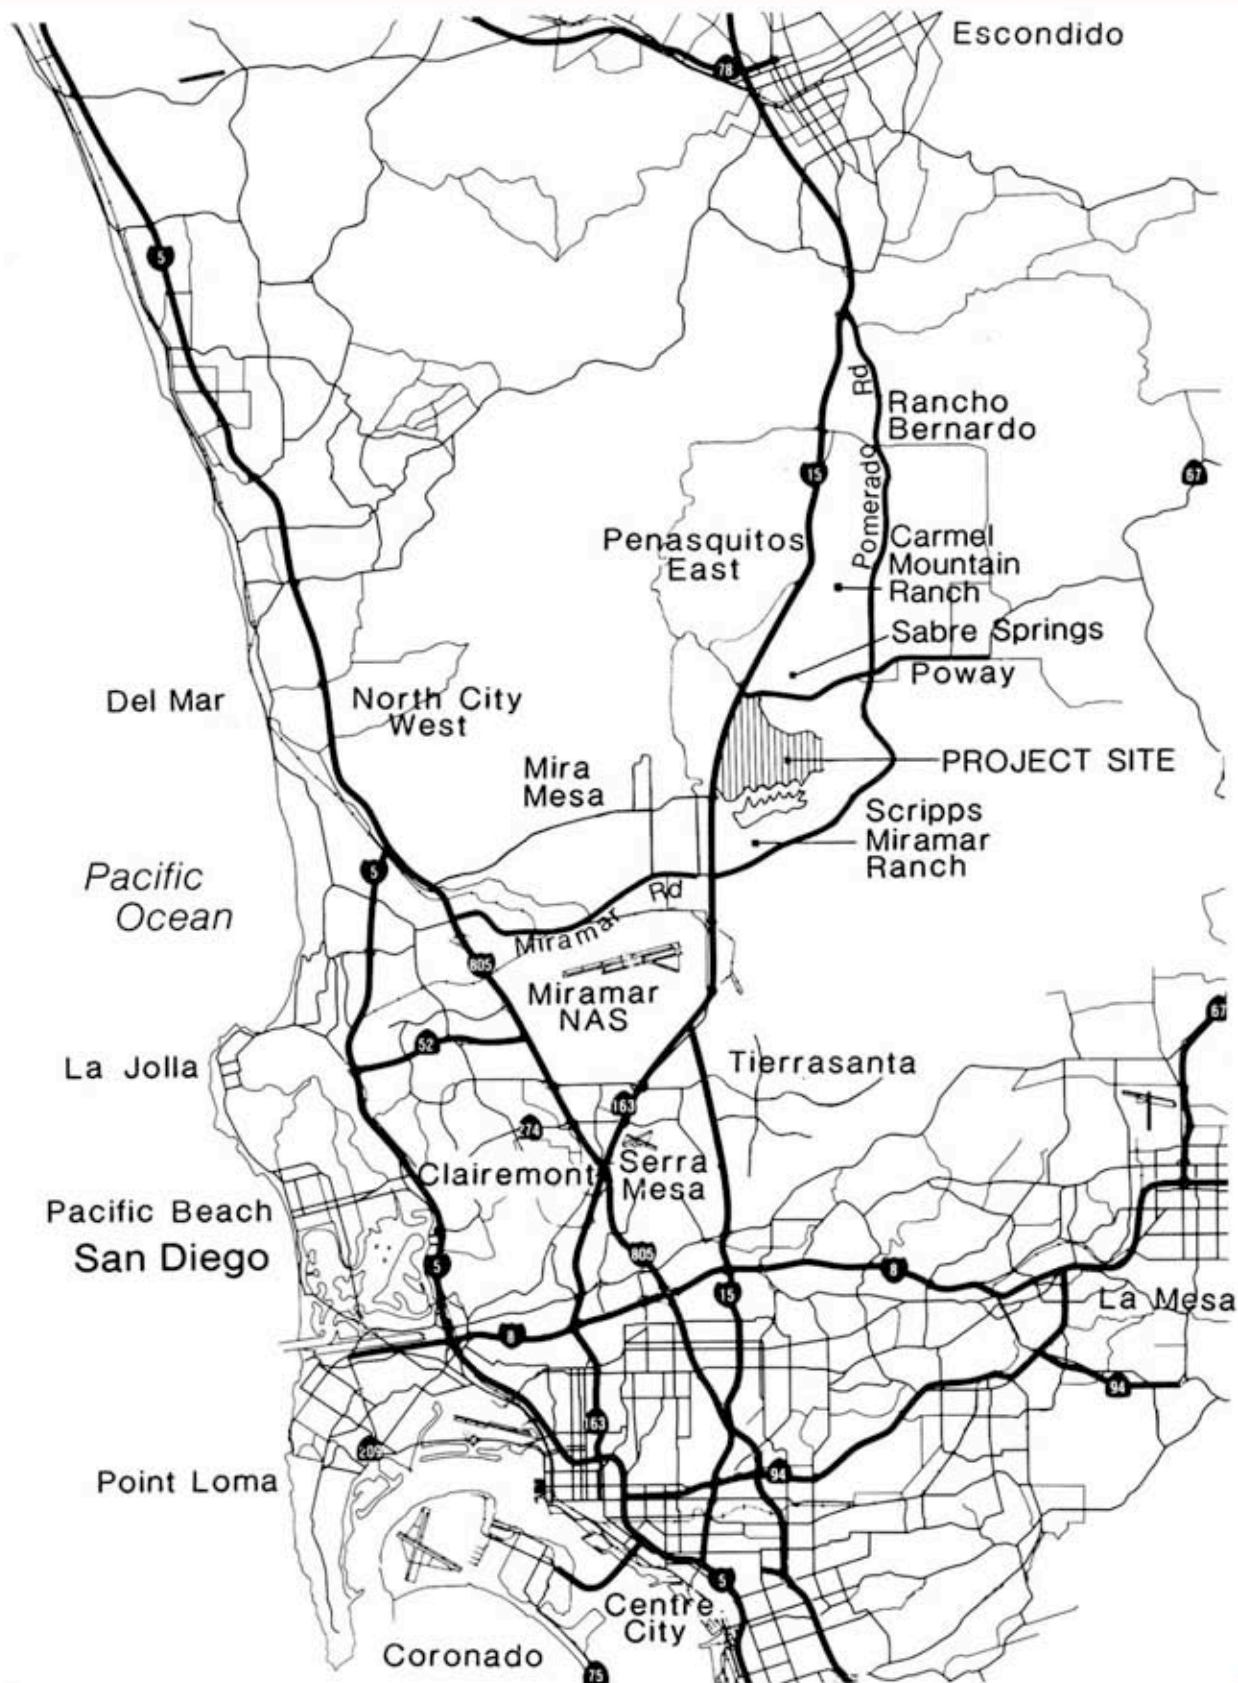 Escondido
78
5
Rd
Rancho
Bernardo
15
67
Pomerado
Penasquitos
East
Carmel
Mountain
Ranch
Sabre Springs
Poway
Del Mar
North City
West
PROJECT SITE
Mira
Mesa
Scripps
Miramar
Ranch
5
Pacific
Ocean
Miramar Rd
805
Miramar
NAS
67
52
La Jolla
Tierrasanta
163
274
Clairemont
Serra
Mesa
Pacific Beach
San Diego
805
5
8
15
La Mesa
8
94
163
209
Point Loma
94
5
Centre
City
Coronado
75